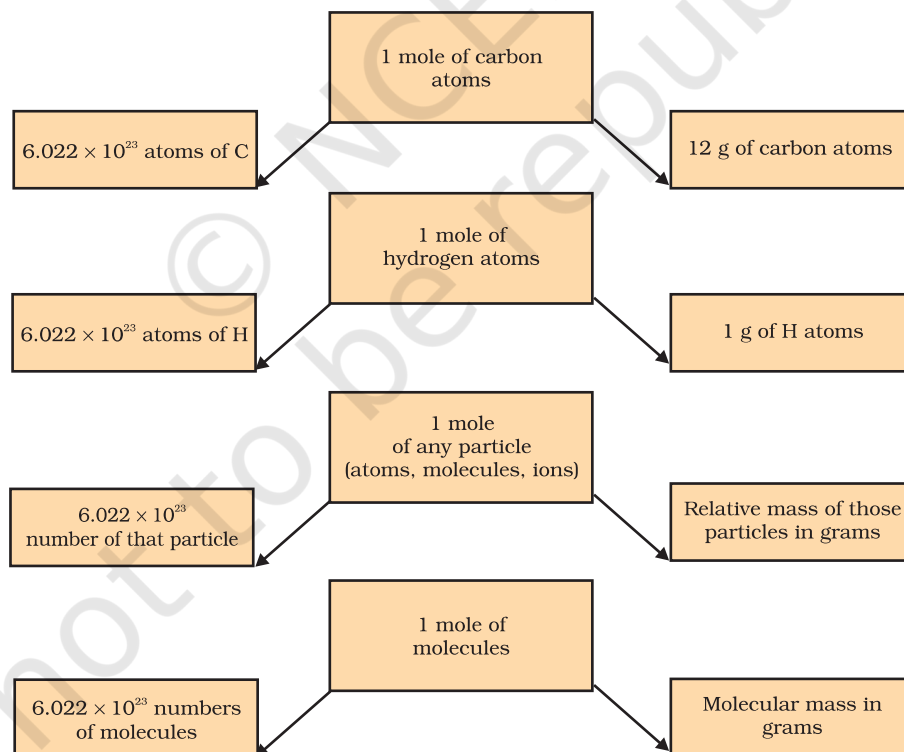 1 mole of carbon
atoms
6.022 × 10²³ atoms of C
12 g of carbon atoms
1 mole of
hydrogen atoms
6.022 × 10²³ atoms of H
1 g of H atoms
1 mole
of any particle
(atoms, molecules, ions)
6.022 × 10²³
number of that particle
Relative mass of those
particles in grams
1 mole of
molecules
6.022 × 10²³ numbers
of molecules
Molecular mass in
grams
not to be
©